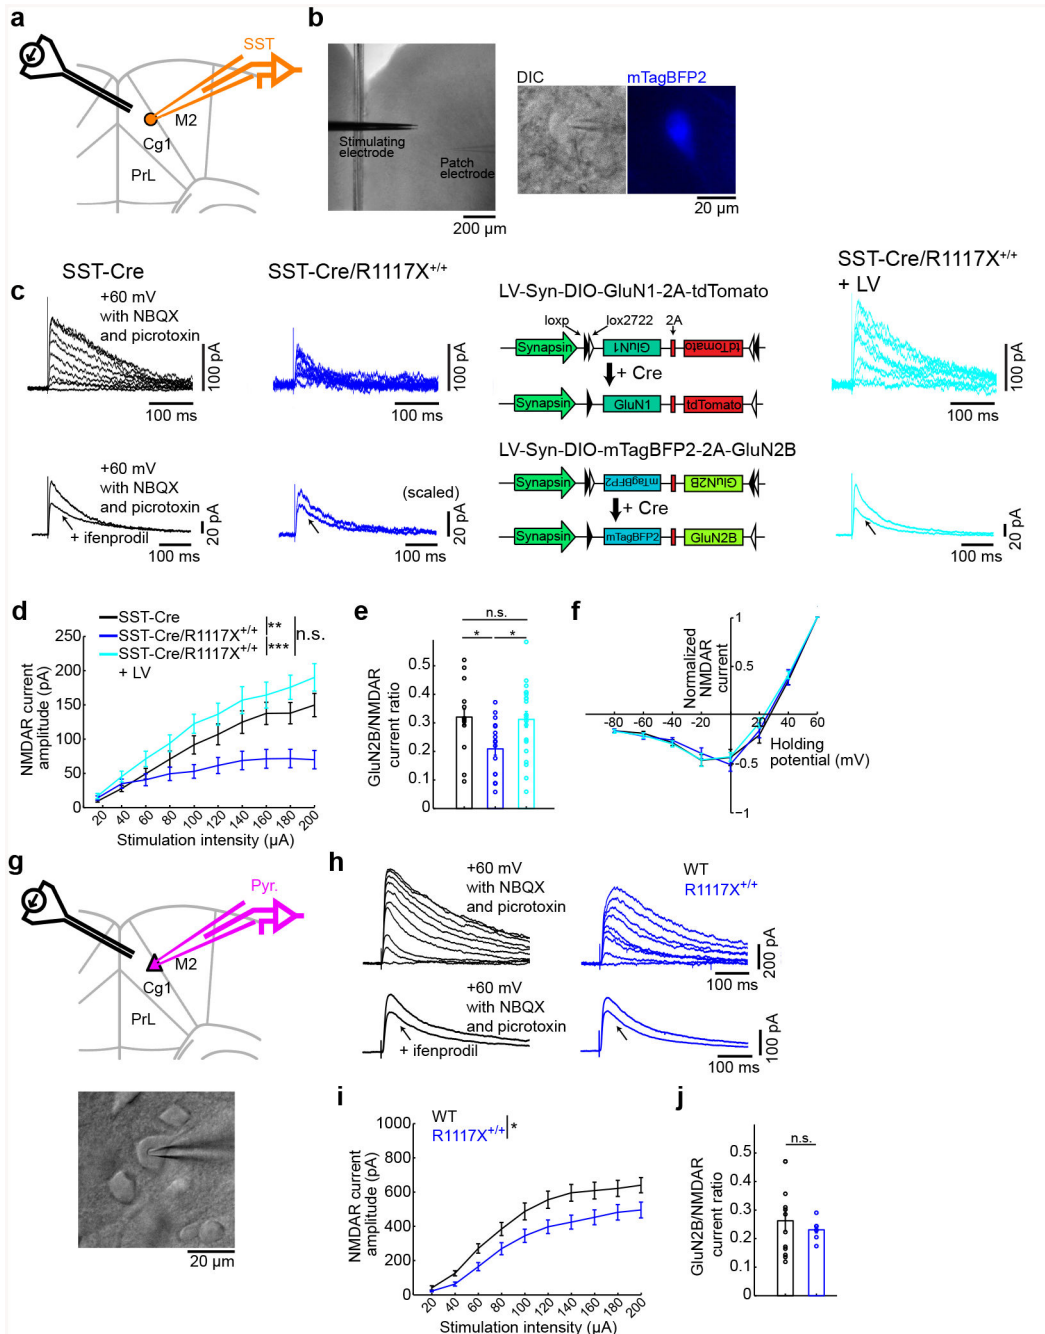 a
SST
M2
Cg1
PrL
b
Stimulating
electrode
Patch
electrode
200 µm
DIC
mTagBFP2
20 µm
c
SST-Cre
+60 mV
with NBQX
and picrotoxin
100 pA
100 ms
+60 mV
with NBQX
and picrotoxin
+ ifenprodil
20 pA
100 ms
SST-Cre/R1117X+/+
100 pA
100 ms
(scaled)
20 pA
100 ms
LV-Syn-DIO-GluN1-2A-tdTomato
loxp
lox2722
2A
Synapsin
GluN1
tdTomato
+ Cre
Synapsin
GluN1
tdTomato
LV-Syn-DIO-mTagBFP2-2A-GluN2B
Synapsin
mTagBFP2
GluN2B
+ Cre
Synapsin
mTagBFP2
GluN2B
SST-Cre/R1117X+/+
+ LV
100 pA
100 ms
20 pA
100 ms
d
SST-Cre
SST-Cre/R1117X+/+
SST-Cre/R1117X+/+
+ LV
**
***
n.s.
NMDAR current
amplitude (pA)
250
200
150
100
50
0
20 40 60 80 100 120 140 160 180 200
Stimulation intensity (µA)
e
n.s.
* *
GluN2B/NMDAR
current ratio
0.5
0.4
0.3
0.2
0.1
0
f
Normalized
NMDAR
current
1
0.5
-80 -60 -40 -20 0 20 40 60
Holding
potential (mV)
-0.5
-1
g
Pyr.
M2
Cg1
PrL
20 µm
h
+60 mV
with NBQX
and picrotoxin
WT
R1117X+/+
200 pA
100 ms
+60 mV
with NBQX
and picrotoxin
+ ifenprodil
100 pA
100 ms
i
WT
R1117X+/+
*
NMDAR current
amplitude (pA)
1000
800
600
400
200
0
20 40 60 80 100 120 140 160 180 200
Stimulation intensity (µA)
j
n.s.
GluN2B/NMDAR
current ratio
0.5
0.4
0.3
0.2
0.1
0